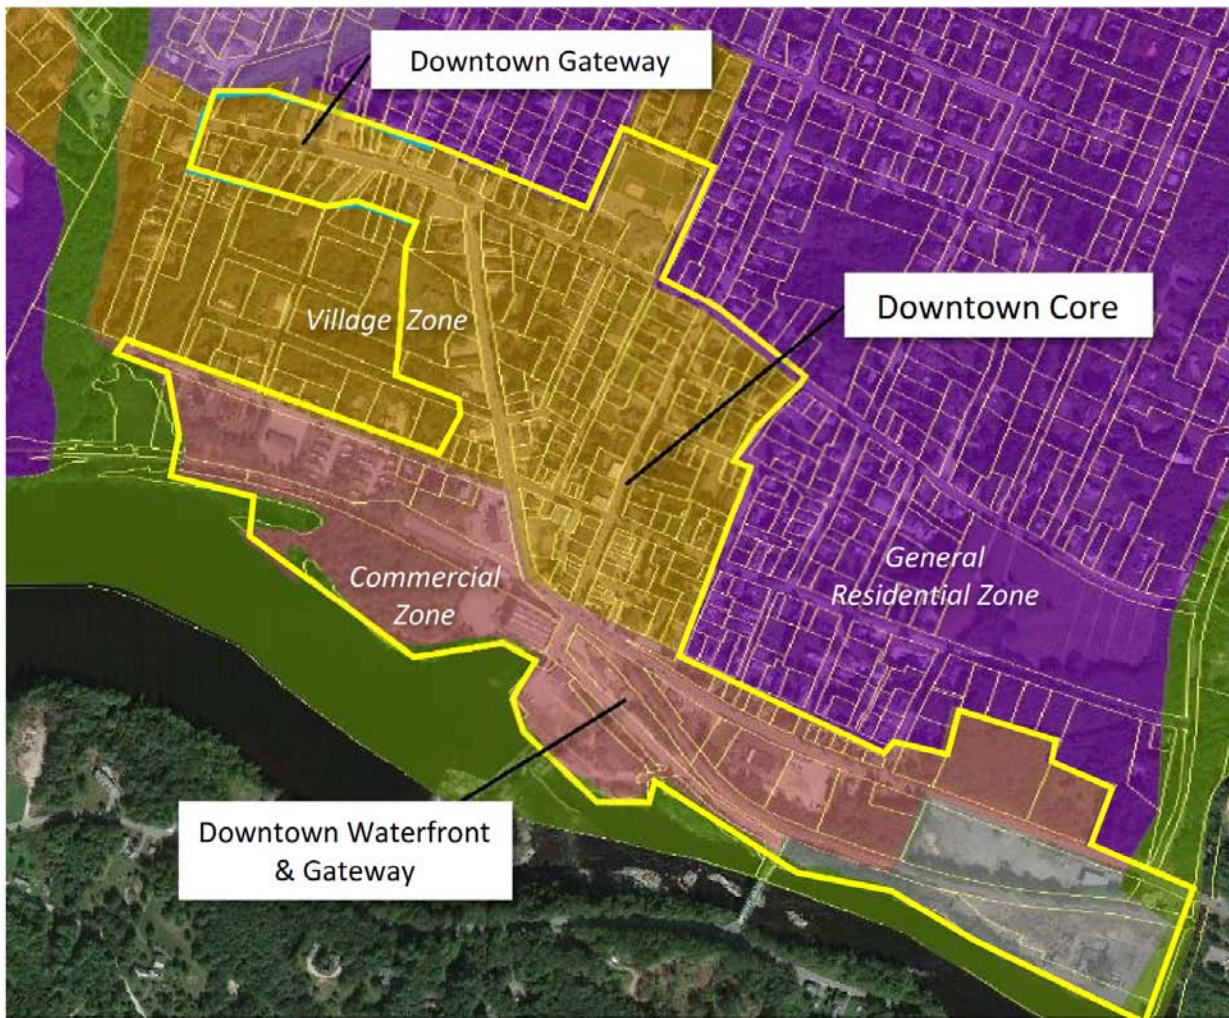 Downtown Gateway
Downtown Core
Village Zone
General
Residential Zone
Commercial
Zone
Downtown Waterfront
& Gateway